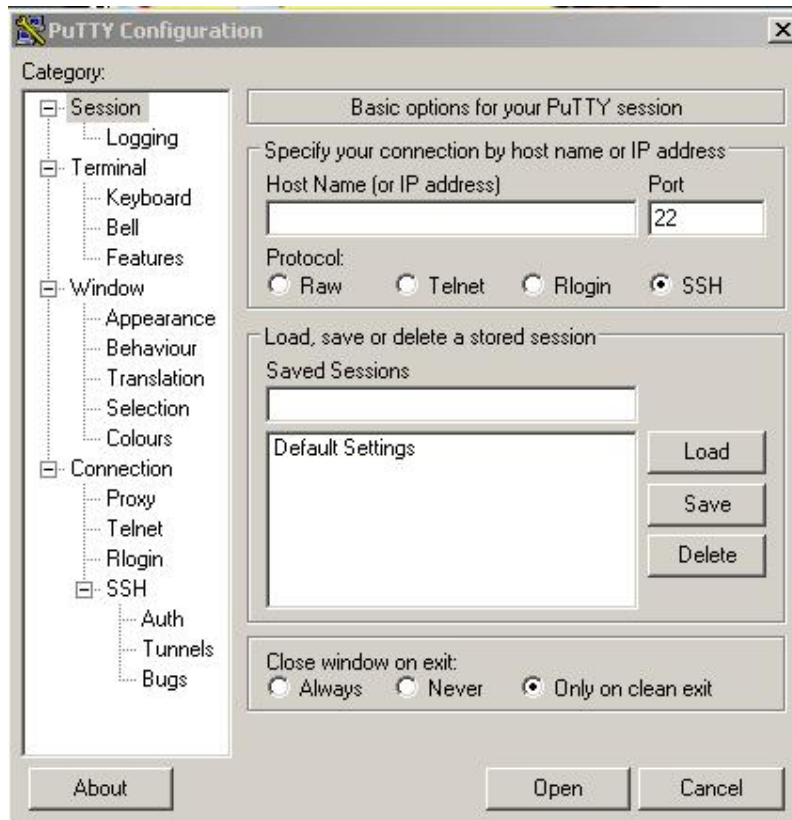 PuTTY Configuration
Category:
Session
Logging
Terminal
Keyboard
Bell
Features
Window
Appearance
Behaviour
Translation
Selection
Colours
Connection
Proxy
Telnet
Rlogin
SSH
Auth
Tunnels
Bugs
Basic options for your PuTTY session
Specify your connection by host name or IP address
Host Name (or IP address) Port
22
Protocol:
Raw Telnet Rlogin SSH
Load, save or delete a stored session
Saved Sessions
Default Settings
Load
Save
Delete
Close window on exit:
Always Never Only on clean exit
About Open Cancel